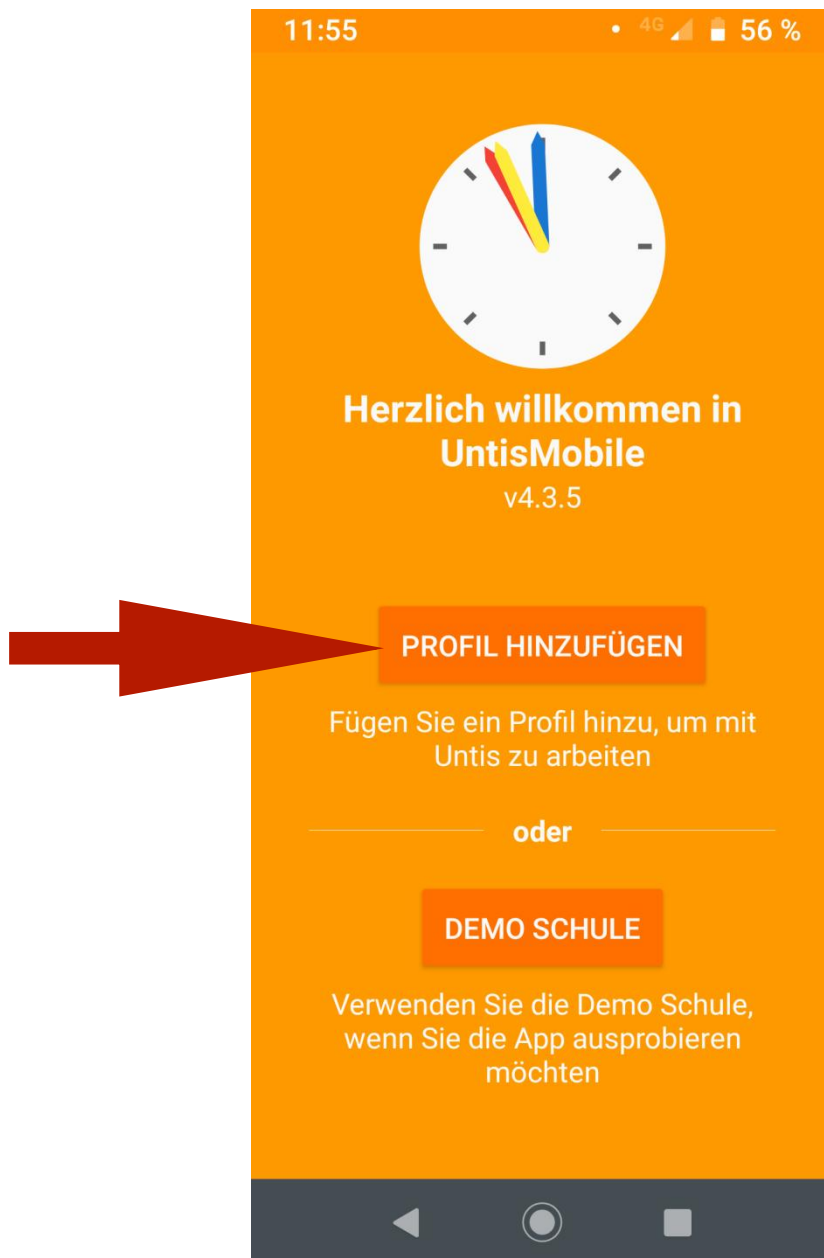 11:55 4G 56 %
Herzlich willkommen in
UntisMobile
v4.3.5
PROFIL HINZUFÜGEN
Fügen Sie ein Profil hinzu, um mit
Untis zu arbeiten
oder
DEMO SCHULE
Verwenden Sie die Demo Schule,
wenn Sie die App ausprobieren
möchten